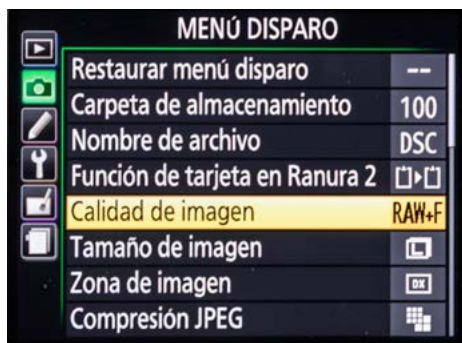 MENÚ DISPARO
Restaurar menú disparo --
Carpeta de almacenamiento 100
Nombre de archivo DSC
Función de tarjeta en Ranura 2
Calidad de imagen RAW+F
Tamaño de imagen L
Zona de imagen DX
Compresión JPEG